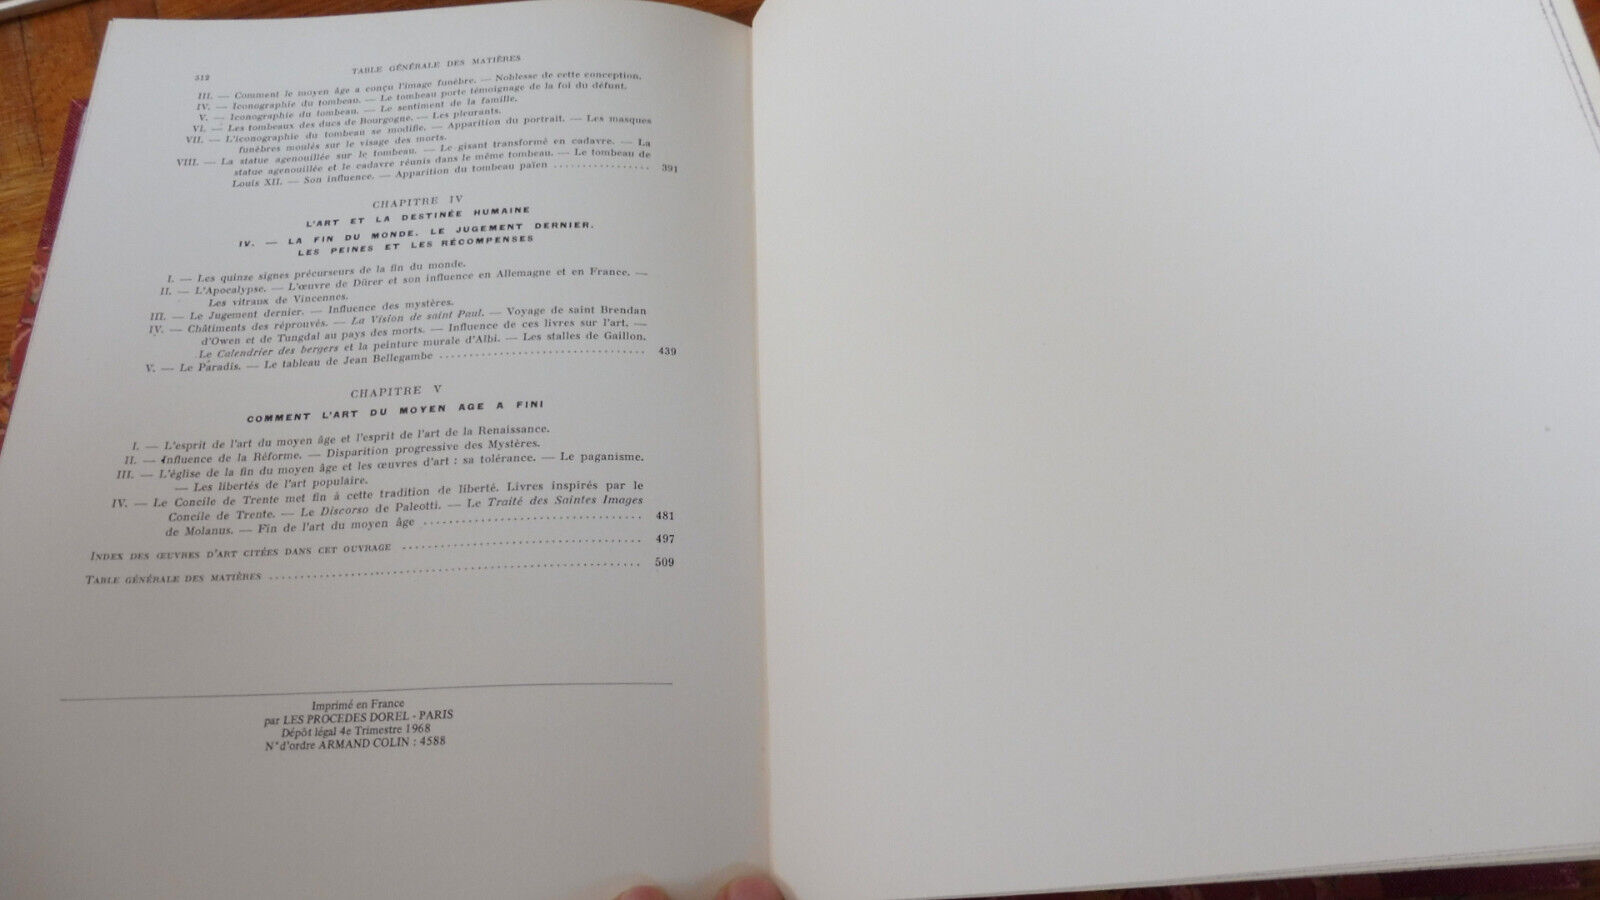 512
TABLE GÉNÉRALE DES MATIÈRES
III. — Comment le moyen âge a conçu l'image funèbre. — Noblesse de cette conception.
IV. — Iconographie du tombeau. — Le tombeau porte témoignage de la foi du défunt.
V. — Iconographie du tombeau. — Le sentiment de la famille.
VI. — Les tombeaux des ducs de Bourgogne. — Les pleurants.
VII. — L'iconographie du tombeau se modifie. — Apparition du portrait. — Les masques
funèbres moulés sur le visage des morts.
VIII. — La statue agenouillée sur le tombeau. — Le gisant transformé en cadavre. — La
statue agenouillée et le cadavre réunis dans le même tombeau. — Le tombeau de
Louis XII. — Son influence. — Apparition du tombeau païen ................ 391
CHAPITRE IV
L'ART ET LA DESTINÉE HUMAINE
IV. — LA FIN DU MONDE. LE JUGEMENT DERNIER.
LES PEINES ET LES RÉCOMPENSES
I. — Les quinze signes précurseurs de la fin du monde.
II. — L'Apocalypse. — L'œuvre de Dürer et son influence en Allemagne et en France. —
Les vitraux de Vincennes.
III. — Le Jugement dernier. — Influence des mystères.
IV. — Châtiments des réprouvés. — La Vision de saint Paul. — Voyage de saint Brendan
d'Owen et de Tungdal au pays des morts. — Influence de ces livres sur l'art. —
Le Calendrier des bergers et la peinture murale d'Albi. — Les stalles de Gaillon.
V. — Le Paradis. — Le tableau de Jean Bellegambe ................................ 439
CHAPITRE V
COMMENT L'ART DU MOYEN AGE A FINI
I. — L'esprit de l'art du moyen âge et l'esprit de l'art de la Renaissance.
II. — Influence de la Réforme. — Disparition progressive des Mystères.
III. — L'église de la fin du moyen âge et les œuvres d'art : sa tolérance. — Le paganisme.
— Les libertés de l'art populaire.
IV. — Le Concile de Trente met fin à cette tradition de liberté. Livres inspirés par le
Concile de Trente. — Le Discorso de Paleotti. — Le Traité des Saintes Images
de Molanus. — Fin de l'art du moyen âge .................................. 481
INDEX DES ŒUVRES D'ART CITÉES DANS CET OUVRAGE .................................... 497
TABLE GÉNÉRALE DES MATIÈRES ......................................................... 509
Imprimé en France
par LES PROCEDES DOREL - PARIS
Dépôt légal 4e Trimestre 1968
N° d'ordre ARMAND COLIN : 4588